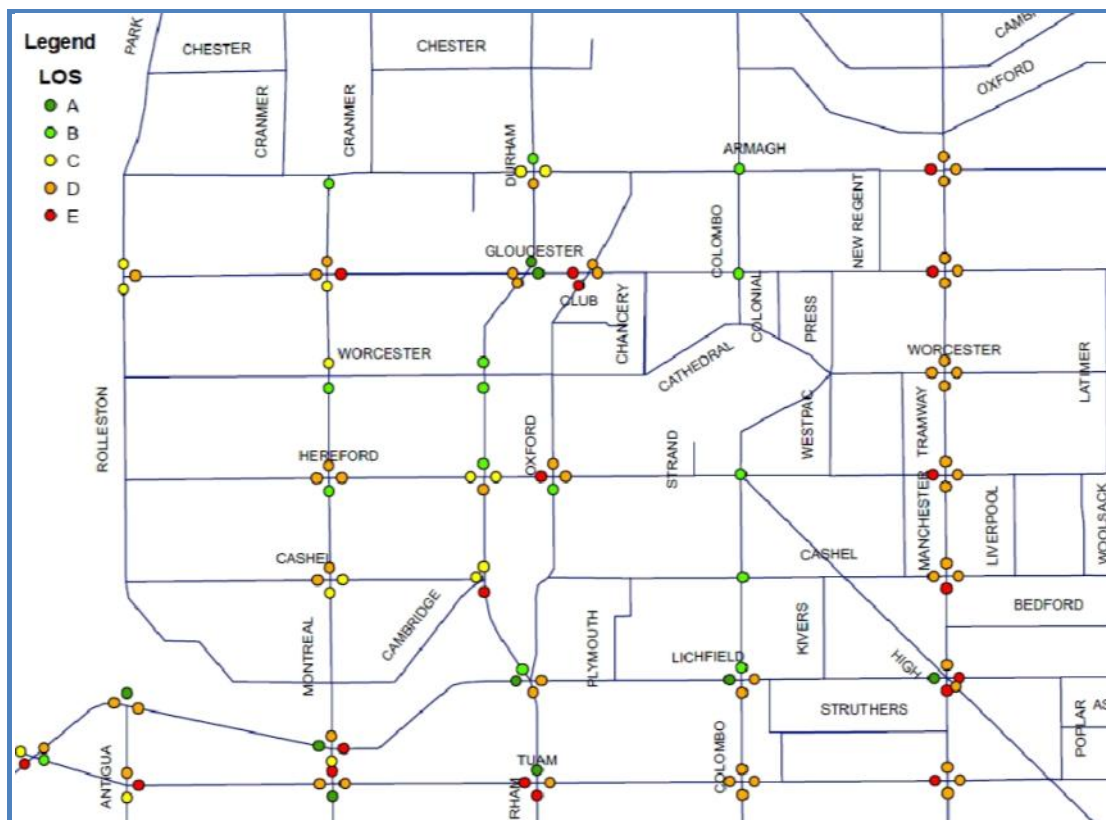 Legend
LOS
A
B
C
D
E
PARK
CHESTER
CHESTER
CAMB
OXFORD
CRANMER
CRANMER
DURHAM
ARMAGH
GLOUCESTER
COLOMBO
NEW REGENT
CLUB
CHANCERY
COLONIAL
PRESS
WORCESTER
CATHEDRAL
WORCESTER
LATIMER
ROLLESTON
HEREFORD
OXFORD
STRAND
WESTPAC
TRAMWAY
MANCHESTER
LIVERPOOL
WOOLSACK
CASHEL
CASHEL
CAMBRIDGE
MONTREAL
PLYMOUTH
KIVERS
BEDFORD
LICHFIELD
HIGH
STRUTHERS
POPLAR
AS
ANTIGUA
TUAM
RHAM
COLOMBO